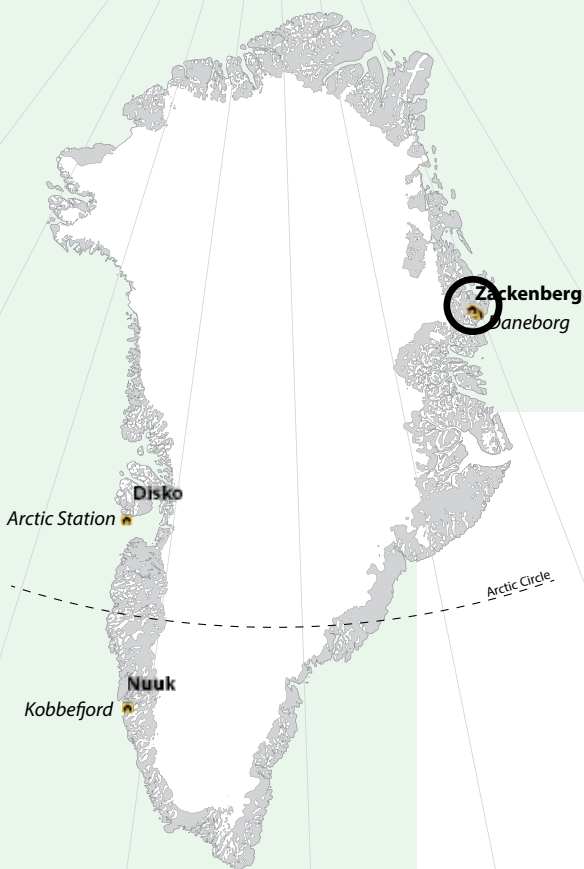 Zackenberg
Daneborg
Disko
Arctic Station
Arctic Circle
Nuuk
Kobbefjord